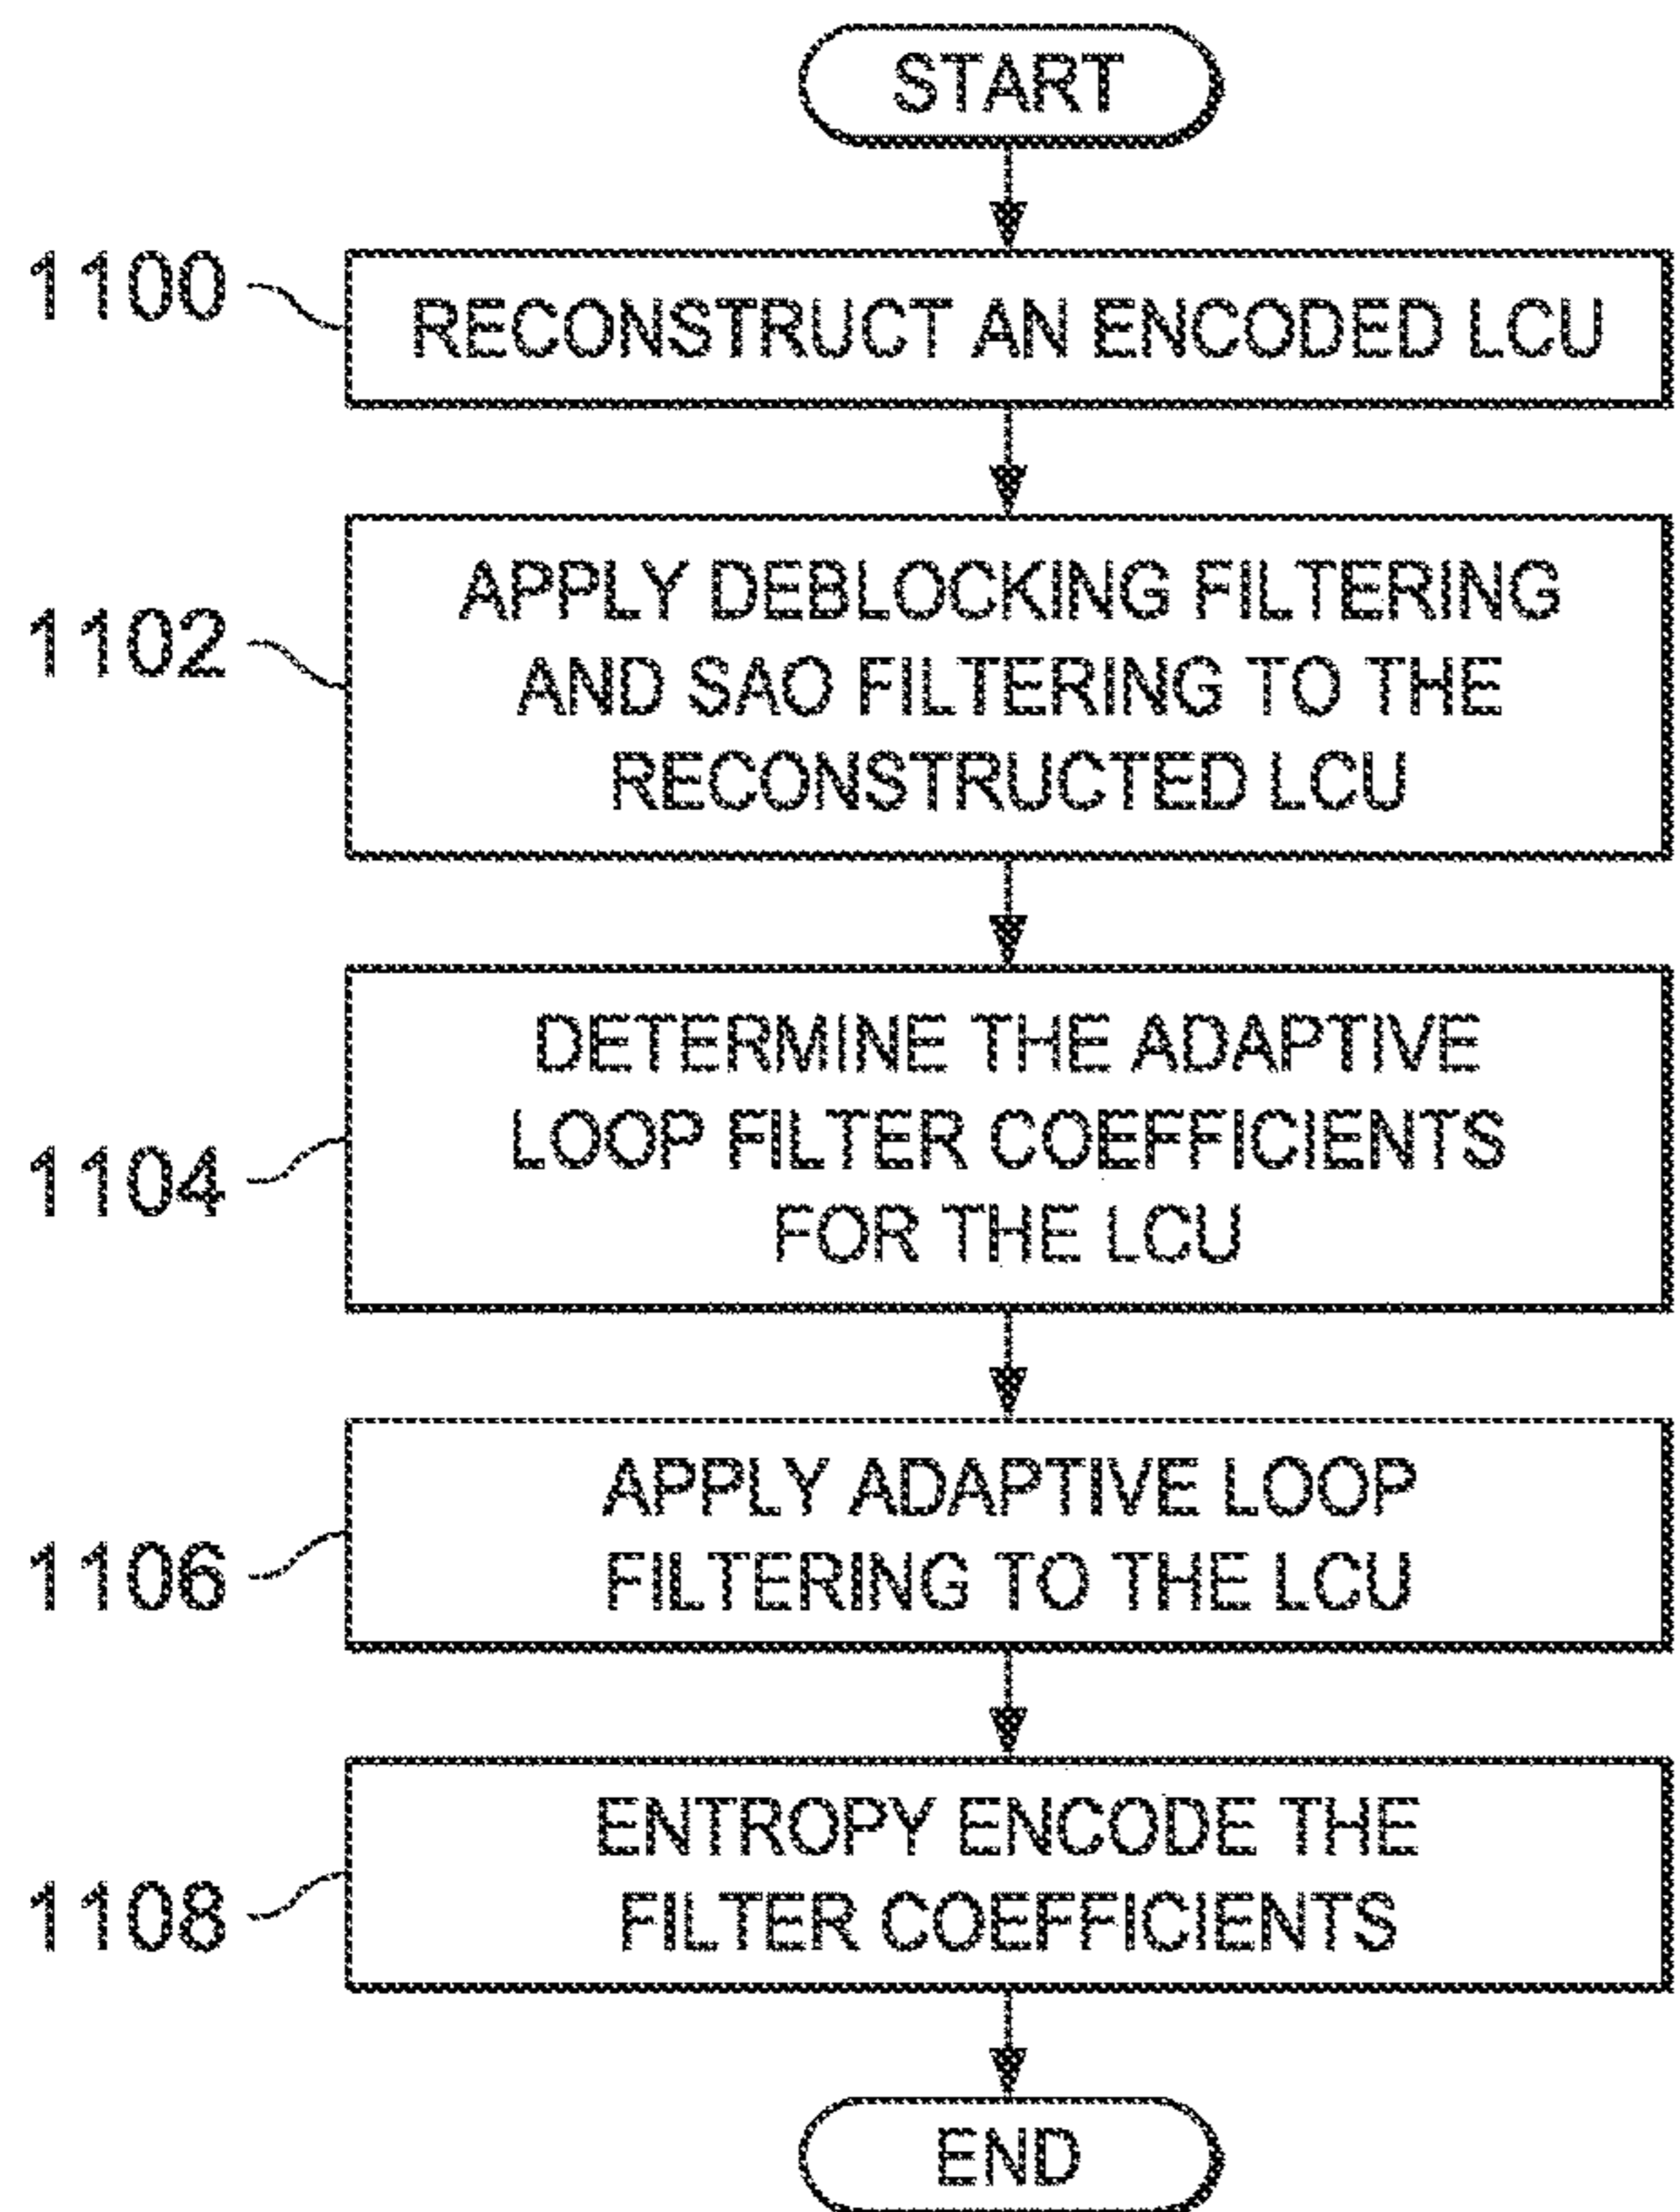 START
1100
RECONSTRUCT AN ENCODED LCU
1102
APPLY DEBLOCKING FILTERING
AND SAO FILTERING TO THE
RECONSTRUCTED LCU
1104
DETERMINE THE ADAPTIVE
LOOP FILTER COEFFICIENTS
FOR THE LCU
1106
APPLY ADAPTIVE LOOP
FILTERING TO THE LCU
1108
ENTROPY ENCODE THE
FILTER COEFFICIENTS
END